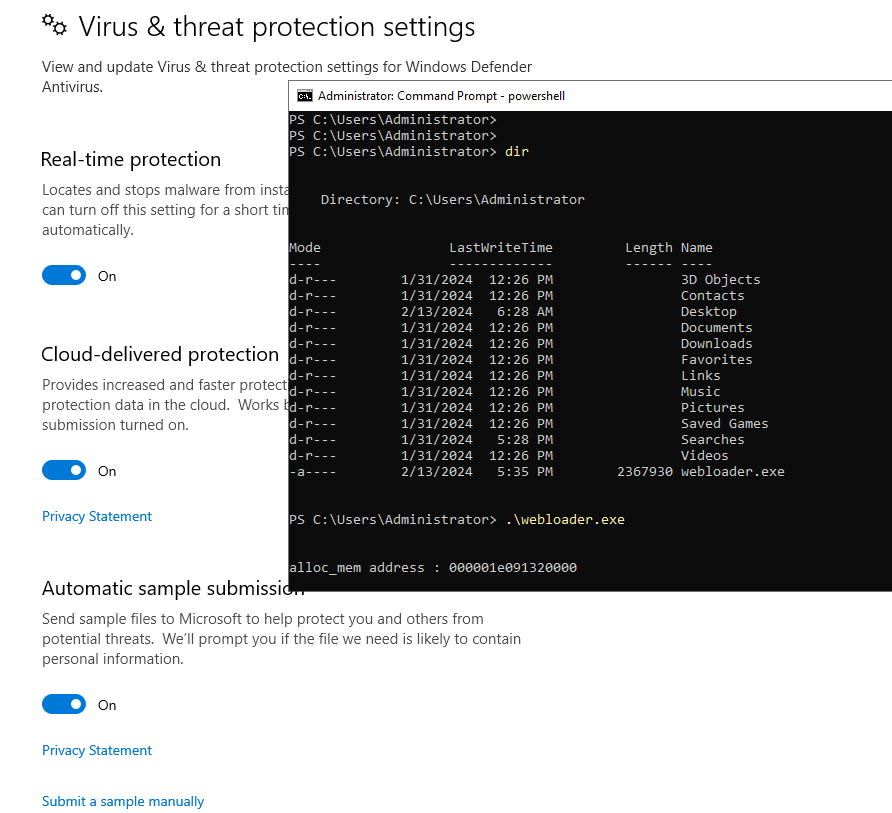 Virus & threat protection settings
View and update Virus & threat protection settings for Windows Defender
Antivirus.
Real-time protection
Locates and stops malware from insta
can turn off this setting for a short tim
automatically.
On
Cloud-delivered protection
Provides increased and faster protect
protection data in the cloud. Works b
submission turned on.
On
Privacy Statement
Automatic sample submission
Send sample files to Microsoft to help protect you and others from
potential threats. We'll prompt you if the file we need is likely to contain
personal information.
On
Privacy Statement
Submit a sample manually
Administrator: Command Prompt - powershell
PS C:\Users\Administrator>
PS C:\Users\Administrator>
PS C:\Users\Administrator> dir
Directory: C:\Users\Administrator
Mode LastWriteTime Length Name
---- ------------- ------ ----
d-r--- 1/31/2024 12:26 PM 3D Objects
d-r--- 1/31/2024 12:26 PM Contacts
d-r--- 2/13/2024 6:28 AM Desktop
d-r--- 1/31/2024 12:26 PM Documents
d-r--- 1/31/2024 12:26 PM Downloads
d-r--- 1/31/2024 12:26 PM Favorites
d-r--- 1/31/2024 12:26 PM Links
d-r--- 1/31/2024 12:26 PM Music
d-r--- 1/31/2024 12:26 PM Pictures
d-r--- 1/31/2024 12:26 PM Saved Games
d-r--- 1/31/2024 5:28 PM Searches
d-r--- 1/31/2024 12:26 PM Videos
-a---- 2/13/2024 5:35 PM 2367930 webloader.exe
PS C:\Users\Administrator> .\webloader.exe
alloc_mem address : 000001e091320000